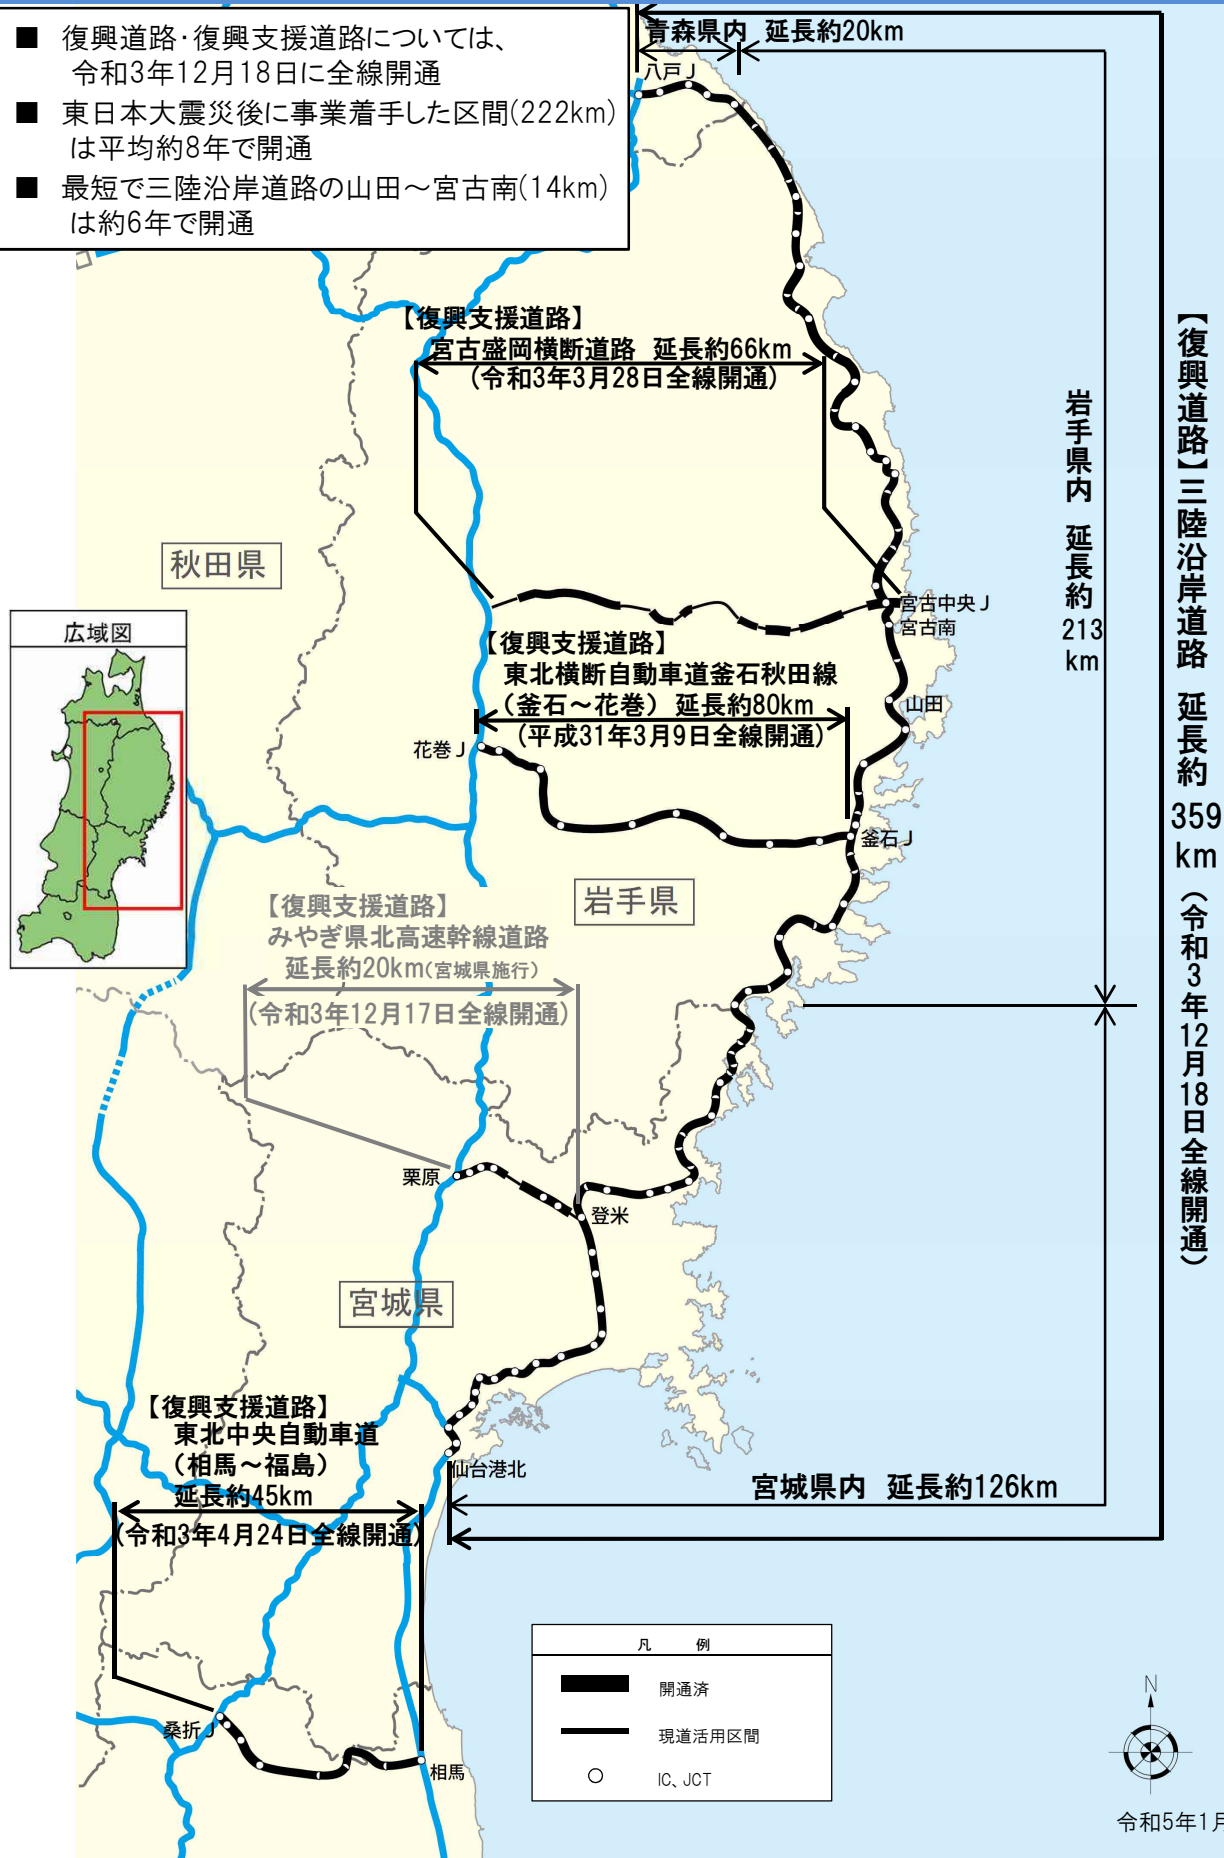 ■ 復興道路・復興支援道路については、
令和3年12月18日に全線開通
■ 東日本大震災後に事業着手した区間(222km)
は平均約8年で開通
■ 最短で三陸沿岸道路の山田～宮古南(14km)
は約6年で開通
青森県内 延長約20km
八戸J
【復興支援道路】
宮古盛岡横断道路 延長約66km
(令和3年3月28日全線開通)
岩手県内 延長約213km
【復興道路】三陸沿岸道路 延長約359km(令和3年12月18日全線開通)
秋田県
宮古中央J
宮古南
広域図
【復興支援道路】
東北横断自動車道釜石秋田線
(釜石～花巻) 延長約80km
(平成31年3月9日全線開通)
山田
花巻J
釜石J
岩手県
【復興支援道路】
みやぎ県北高速幹線道路
延長約20km(宮城県施行)
(令和3年12月17日全線開通)
栗原
登米
宮城県
【復興支援道路】
東北中央自動車道
(相馬～福島)
延長約45km
(令和3年4月24日全線開通)
仙台港北
宮城県内 延長約126km
桑折J
相馬
凡 例
開通済
現道活用区間
IC、JCT
N
令和5年1月